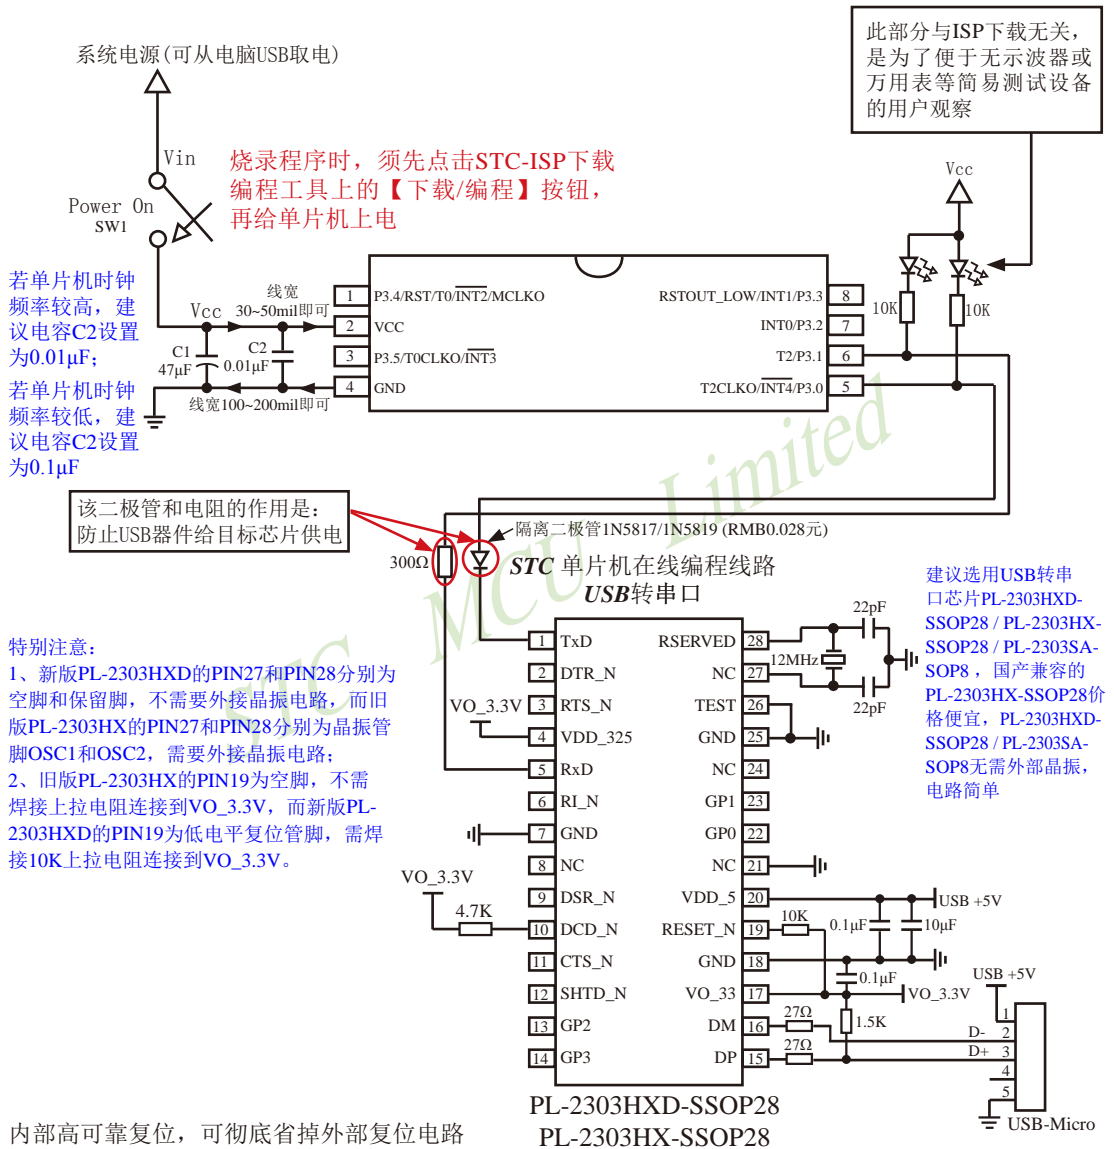 系统电源(可从电脑USB取电)
此部分与ISP下载无关，
是为了便于无示波器或
万用表等简易测试设备
的用户观察
Vin
Power On
SW1
烧录程序时，须先点击STC-ISP下载
编程工具上的【下载/编程】按钮，
再给单片机上电
Vcc
若单片机时钟
频率较高，建
议电容C2设置
为0.01μF；
若单片机时钟
频率较低，建
议电容C2设置
为0.1μF
Vcc
线宽
30~50mil即可
C1
47μF
C2
0.01μF
线宽100~200mil即可
1 P3.4/RST/T0/INT2/MCLKO
2 VCC
3 P3.5/T0CLKO/INT3
4 GND
RSTOUT_LOW/INT1/P3.3 8
INT0/P3.2 7
T2/P3.1 6
T2CLKO/INT4/P3.0 5
10K
10K
该二极管和电阻的作用是：
防止USB器件给目标芯片供电
300Ω
隔离二极管1N5817/1N5819 (RMB0.028元)
STC 单片机在线编程线路
USB转串口
STC MCU Limited
建议选用USB转串
口芯片PL-2303HXD-
SSOP28 / PL-2303HX-
SSOP28 / PL-2303SA-
SOP8 ，国产兼容的
PL-2303HX-SSOP28价
格便宜，PL-2303HXD-
SSOP28 / PL-2303SA-
SOP8无需外部晶振，
电路简单
特别注意：
1、新版PL-2303HXD的PIN27和PIN28分别为
空脚和保留脚，不需要外接晶振电路，而旧
版PL-2303HX的PIN27和PIN28分别为晶振管
脚OSC1和OSC2，需要外接晶振电路；
2、旧版PL-2303HX的PIN19为空脚，不需
焊接上拉电阻连接到VO_3.3V，而新版PL-
2303HXD的PIN19为低电平复位管脚，需焊
接10K上拉电阻连接到VO_3.3V。
1 TxD
2 DTR_N
3 RTS_N
4 VDD_325
5 RxD
6 RI_N
7 GND
8 NC
9 DSR_N
10 DCD_N
11 CTS_N
12 SHTD_N
13 GP2
14 GP3
VO_3.3V
VO_3.3V
4.7K
RSERVED 28
NC 27
TEST 26
GND 25
NC 24
GP1 23
GP0 22
NC 21
VDD_5 20
RESET_N 19
GND 18
VO_33 17
DM 16
DP 15
22pF
12MHz
22pF
USB +5V
10K
0.1μF
10μF
0.1μF
VO_3.3V
27Ω
1.5K
27Ω
USB +5V
1
D- 2
D+ 3
4
5
USB-Micro
PL-2303HXD-SSOP28
PL-2303HX-SSOP28
内部高可靠复位，可彻底省掉外部复位电路